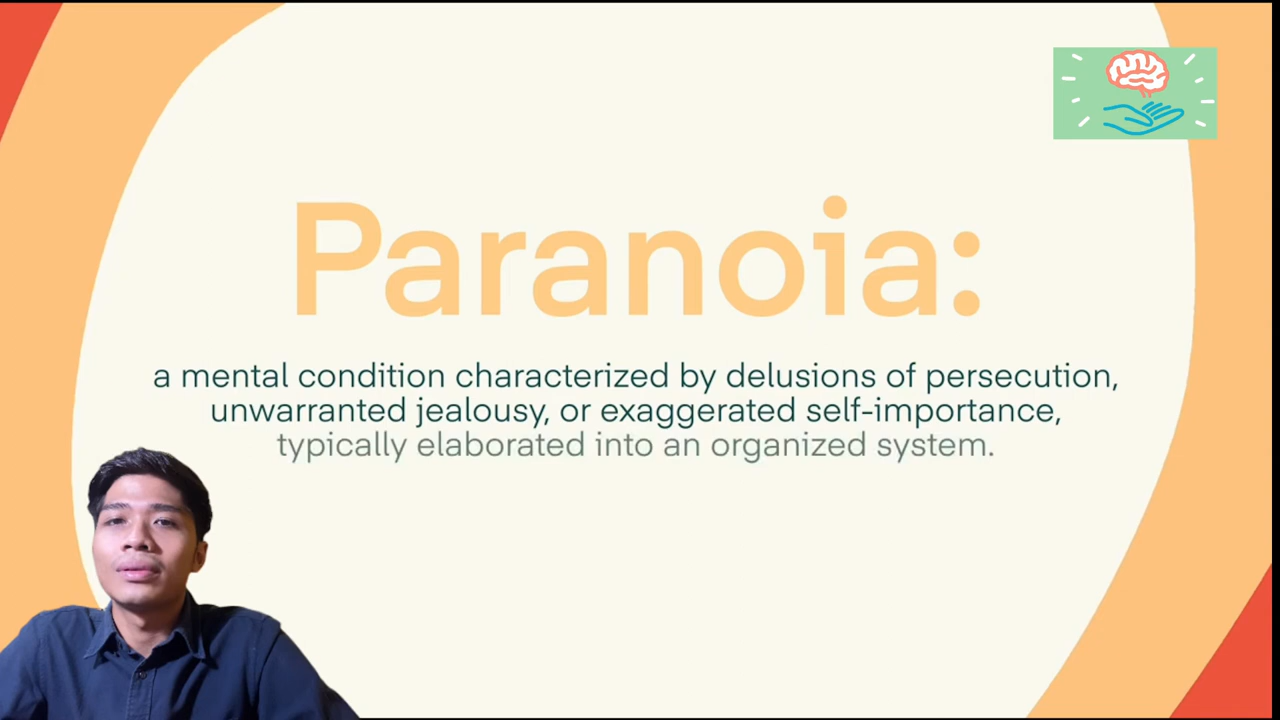 Paranoia:
a mental condition characterized by delusions of persecution,
unwarranted jealousy, or exaggerated self-importance,
typically elaborated into an organized system.